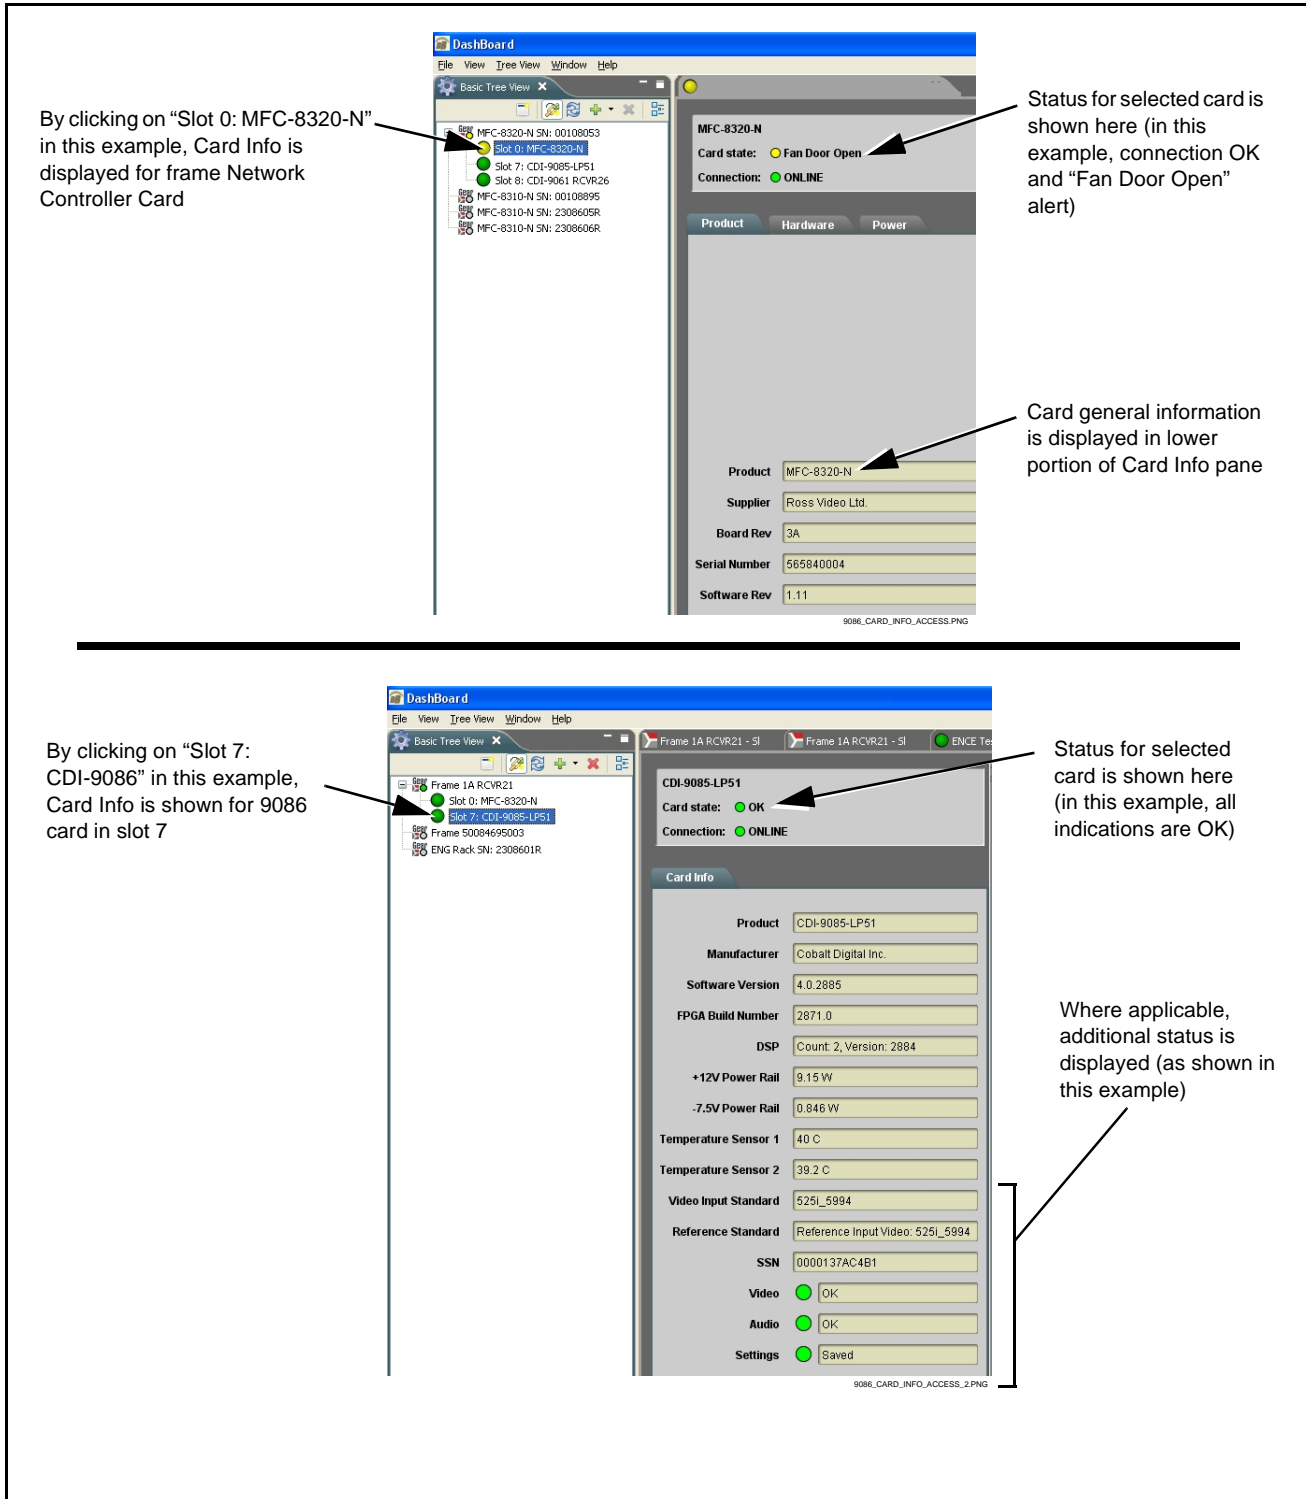 DashBoard
File View Tree View Window Help
Basic Tree View
By clicking on “Slot 0: MFC-8320-N”
in this example, Card Info is
displayed for frame Network
Controller Card
Gear MFC-8320-N SN: 00108053
Slot 0: MFC-8320-N
Slot 7: CDI-9085-LP51
Slot 8: CDI-9061 RCVR26
Gear MFC-8310-N SN: 00108895
Gear MFC-8310-N SN: 2308605R
Gear MFC-8310-N SN: 2308606R
MFC-8320-N
Card state: Fan Door Open
Connection: ONLINE
Status for selected card is
shown here (in this
example, connection OK
and “Fan Door Open”
alert)
Product Hardware Power
Card general information
is displayed in lower
portion of Card Info pane
Product MFC-8320-N
Supplier Ross Video Ltd.
Board Rev 3A
Serial Number 565840004
Software Rev 1.11
9086_CARD_INFO_ACCESS.PNG
DashBoard
File View Tree View Window Help
Basic Tree View
Frame 1A RCVR21 - Sl Frame 1A RCVR21 - Sl ENCE Te
By clicking on “Slot 7:
CDI-9086” in this example,
Card Info is shown for 9086
card in slot 7
Gear Frame 1A RCVR21
Slot 0: MFC-8320-N
Slot 7: CDI-9085-LP51
Gear Frame 50084695003
Gear ENG Rack SN: 2308601R
CDI-9085-LP51
Card state: OK
Connection: ONLINE
Status for selected
card is shown here
(in this example, all
indications are OK)
Card Info
Product CDI-9085-LP51
Manufacturer Cobalt Digital Inc.
Software Version 4.0.2885
FPGA Build Number 2871.0
DSP Count: 2, Version: 2884
+12V Power Rail 9.15 W
-7.5V Power Rail 0.846 W
Temperature Sensor 1 40 C
Temperature Sensor 2 39.2 C
Video Input Standard 525i_5994
Reference Standard Reference Input Video: 525i_5994
SSN 0000137AC4B1
Video OK
Audio OK
Settings Saved
Where applicable,
additional status is
displayed (as shown in
this example)
9086_CARD_INFO_ACCESS_2.PNG